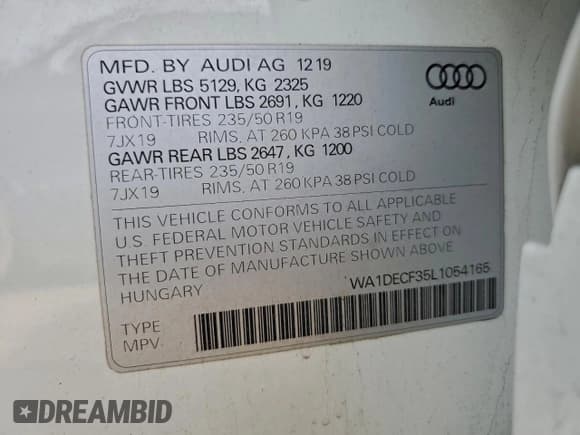 MFD. BY AUDI AG 12 19
GVWR LBS 5129, KG 2325
GAWR FRONT LBS 2691, KG 1220
FRONT-TIRES 235/50 R19
7JX19 RIMS, AT 260 KPA 38 PSI COLD
GAWR REAR LBS 2647, KG 1200
REAR-TIRES 235/50 R19
7JX19 RIMS, AT 260 KPA 38 PSI COLD
Audi
THIS VEHICLE CONFORMS TO ALL APPLICABLE
U.S. FEDERAL MOTOR VEHICLE SAFETY AND
THEFT PREVENTION STANDARDS IN EFFECT ON
THE DATE OF MANUFACTURE SHOWN ABOVE
HUNGARY
WA1DECF35L1054165
TYPE
MPV
DREAMBID